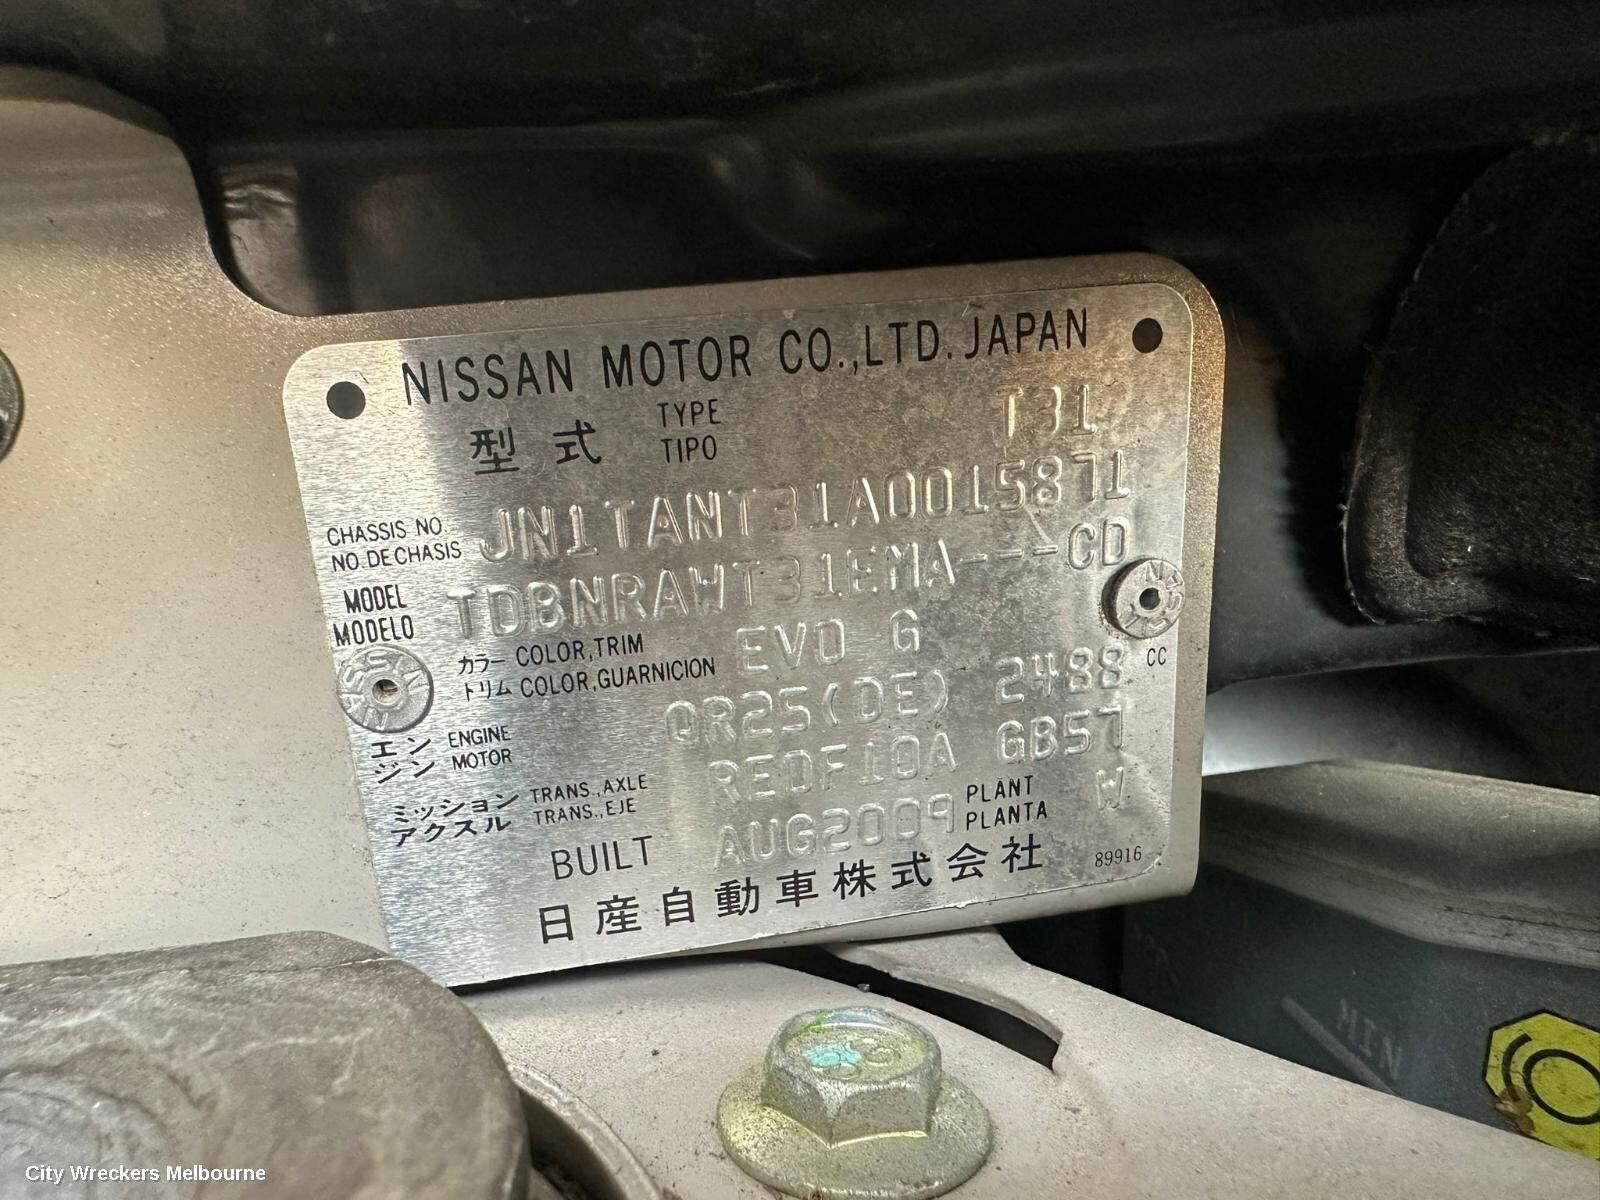 NISSAN MOTOR CO.,LTD. JAPAN
型式 TYPE TIPO T31
CHASSIS NO. NO. DE CHASIS JN1TANT31A0015871
MODEL MODELO TDBNRAWT31EMA---CD
カラー COLOR,TRIM トリム COLOR,GUARNICION EVO G
エンジン ENGINE MOTOR QR25(DE) 2488 CC
ミッション TRANS.,AXLE アクスル TRANS.,EJE RE0F10A GB57
BUILT AUG2009 PLANT PLANTA W
日産自動車株式会社 89916
MIN
City Wreckers Melbourne